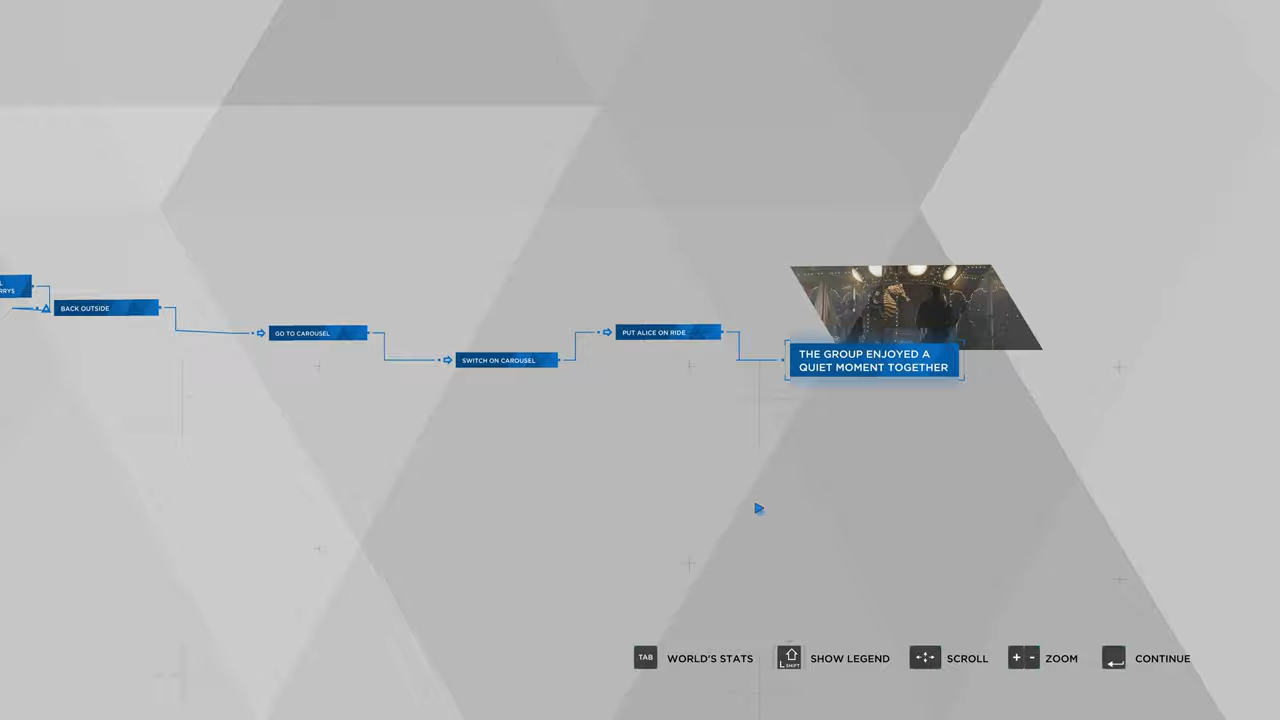 RRYS
BACK OUTSIDE
GO TO CAROUSEL
SWITCH ON CAROUSEL
PUT ALICE ON RIDE
THE GROUP ENJOYED A
QUIET MOMENT TOGETHER
TAB
WORLD'S STATS
L SHIFT
SHOW LEGEND
SCROLL
+ -
ZOOM
CONTINUE